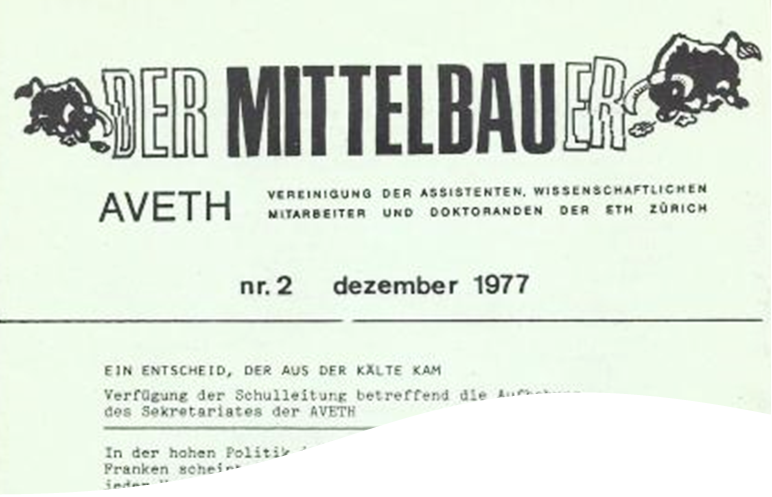 DER MITTELBAUER
AVETH
VEREINIGUNG DER ASSISTENTEN, WISSENSCHAFTLICHEN
MITARBEITER UND DOKTORANDEN DER ETH ZÜRICH
nr. 2 dezember 1977
EIN ENTSCHEID, DER AUS DER KÄLTE KAM
Verfügung der Schulleitung betreffend die
des Sekretariates der AVETH
In der hohen Politik
Franken